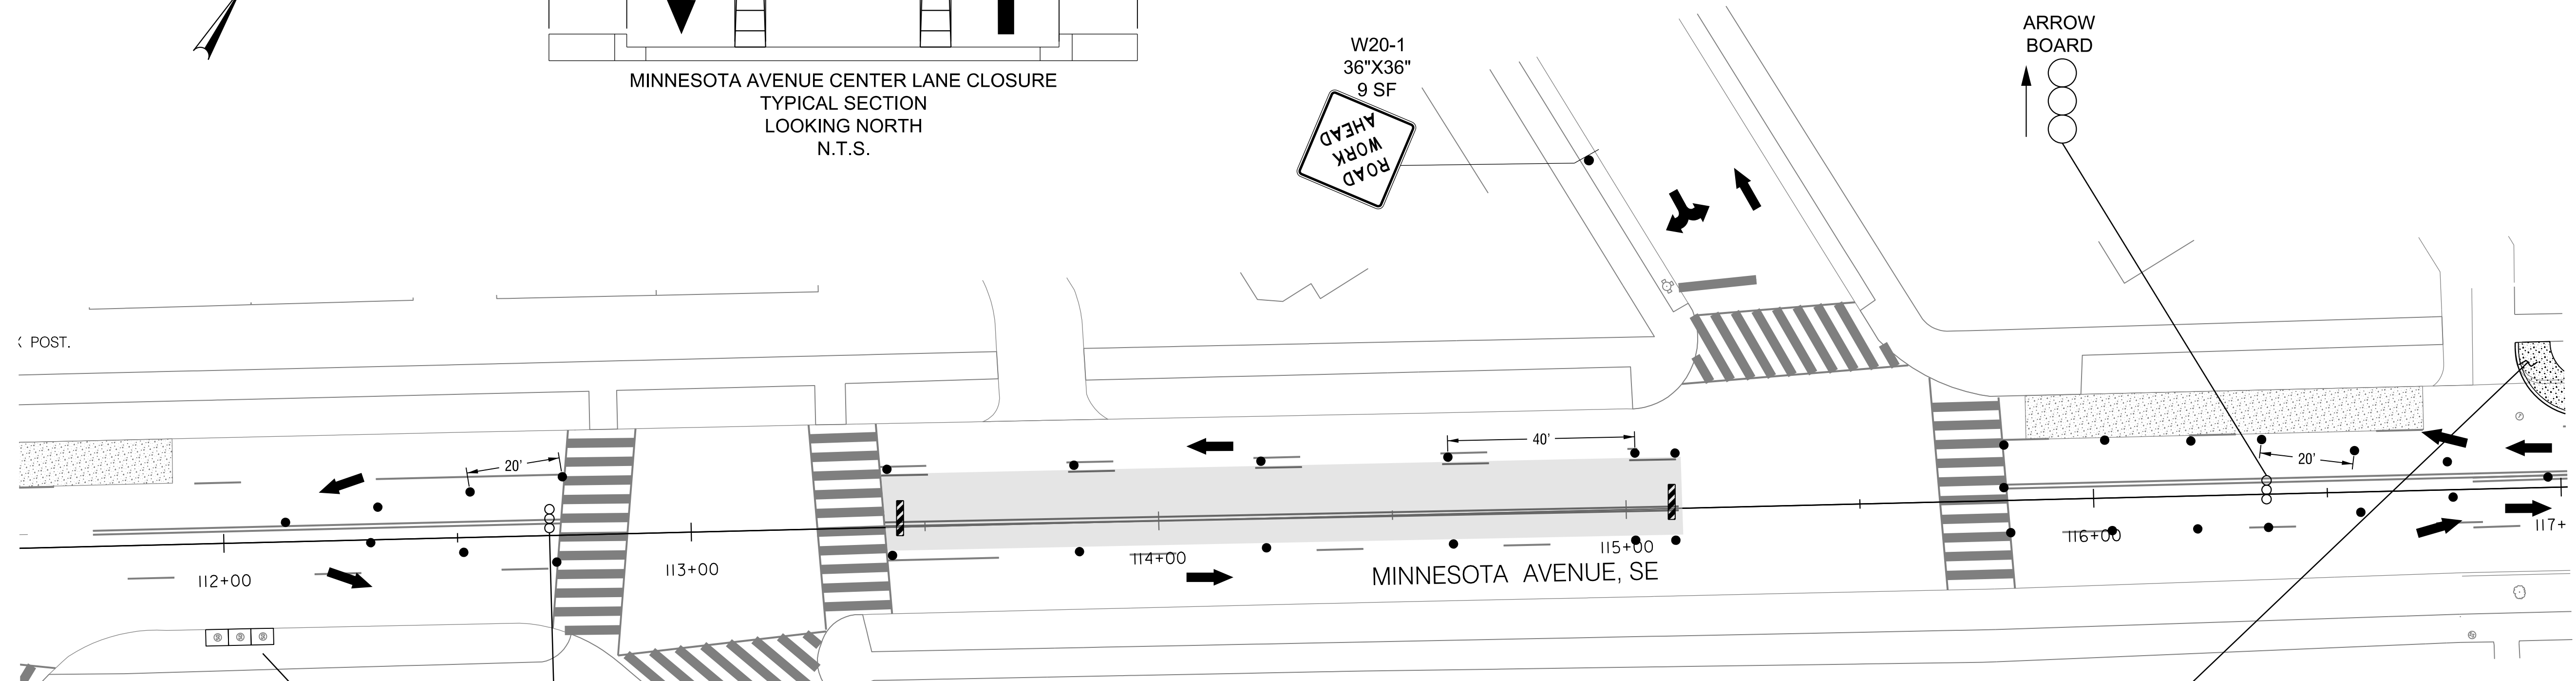 MINNESOTA AVENUE CENTER LANE CLOSURE
TYPICAL SECTION
LOOKING NORTH
N.T.S.
W20-1
36"X36"
9 SF
ROAD
WORK
AHEAD
ARROW
BOARD
POST.
20'
40'
20'
112+00
113+00
114+00
115+00
116+00
117+
MINNESOTA AVENUE, SE